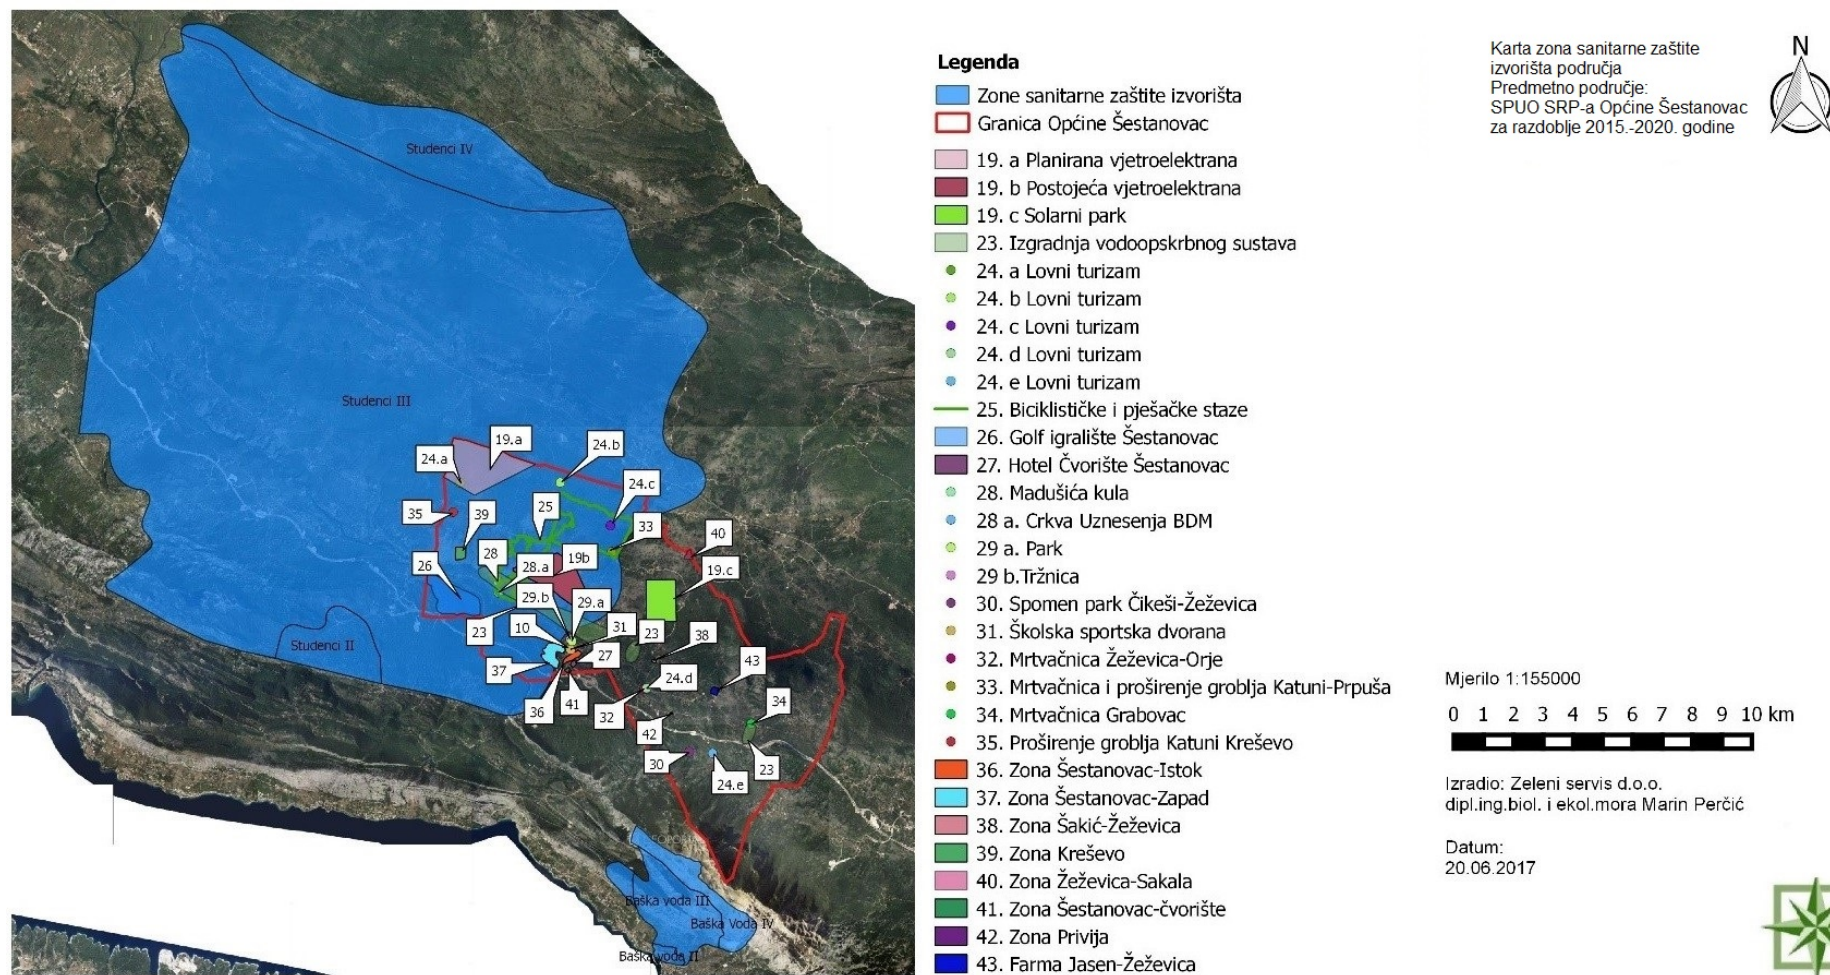 Karta zona sanitarne zaštite
izvorišta područja
Predmetno područje:
SPUO SRP-a Općine Šestanovac
za razdoblje 2015.-2020. godine
N
Legenda
Zone sanitarne zaštite izvorišta
Granica Općine Šestanovac
19. a Planirana vjetroelektrana
19. b Postojeća vjetroelektrana
19. c Solarni park
23. Izgradnja vodoopskrbnog sustava
24. a Lovni turizam
24. b Lovni turizam
24. c Lovni turizam
24. d Lovni turizam
24. e Lovni turizam
25. Biciklističke i pješačke staze
26. Golf igralište Šestanovac
27. Hotel Čvorište Šestanovac
28. Madušića kula
28 a. Crkva Uznesenja BDM
29 a. Park
29 b.Tržnica
30. Spomen park Čikeši-Žeževica
31. Školska sportska dvorana
32. Mrtvačnica Žeževica-Orje
33. Mrtvačnica i proširenje groblja Katuni-Prpuša
34. Mrtvačnica Grabovac
35. Proširenje groblja Katuni Kreševo
36. Zona Šestanovac-Istok
37. Zona Šestanovac-Zapad
38. Zona Šakić-Žeževica
39. Zona Kreševo
40. Zona Žeževica-Sakala
41. Zona Šestanovac-čvorište
42. Zona Privija
43. Farma Jasen-Žeževica
Mjerilo 1:155000
0 1 2 3 4 5 6 7 8 9 10 km
Izradio: Zeleni servis d.o.o.
dipl.ing.biol. i ekol.mora Marin Perčić
Datum:
20.06.2017
Studenci IV
Studenci III
19.a
24.b
24.a
24.c
35
39
25
33
40
28
28.a
19b
19.c
26
29.b
29.a
23
10
31
23
38
37
27
43
24.d
36
41
32
34
42
30
24.e
23
Studenci II
Baška voda III
Baška Voda IV
Baška voda II